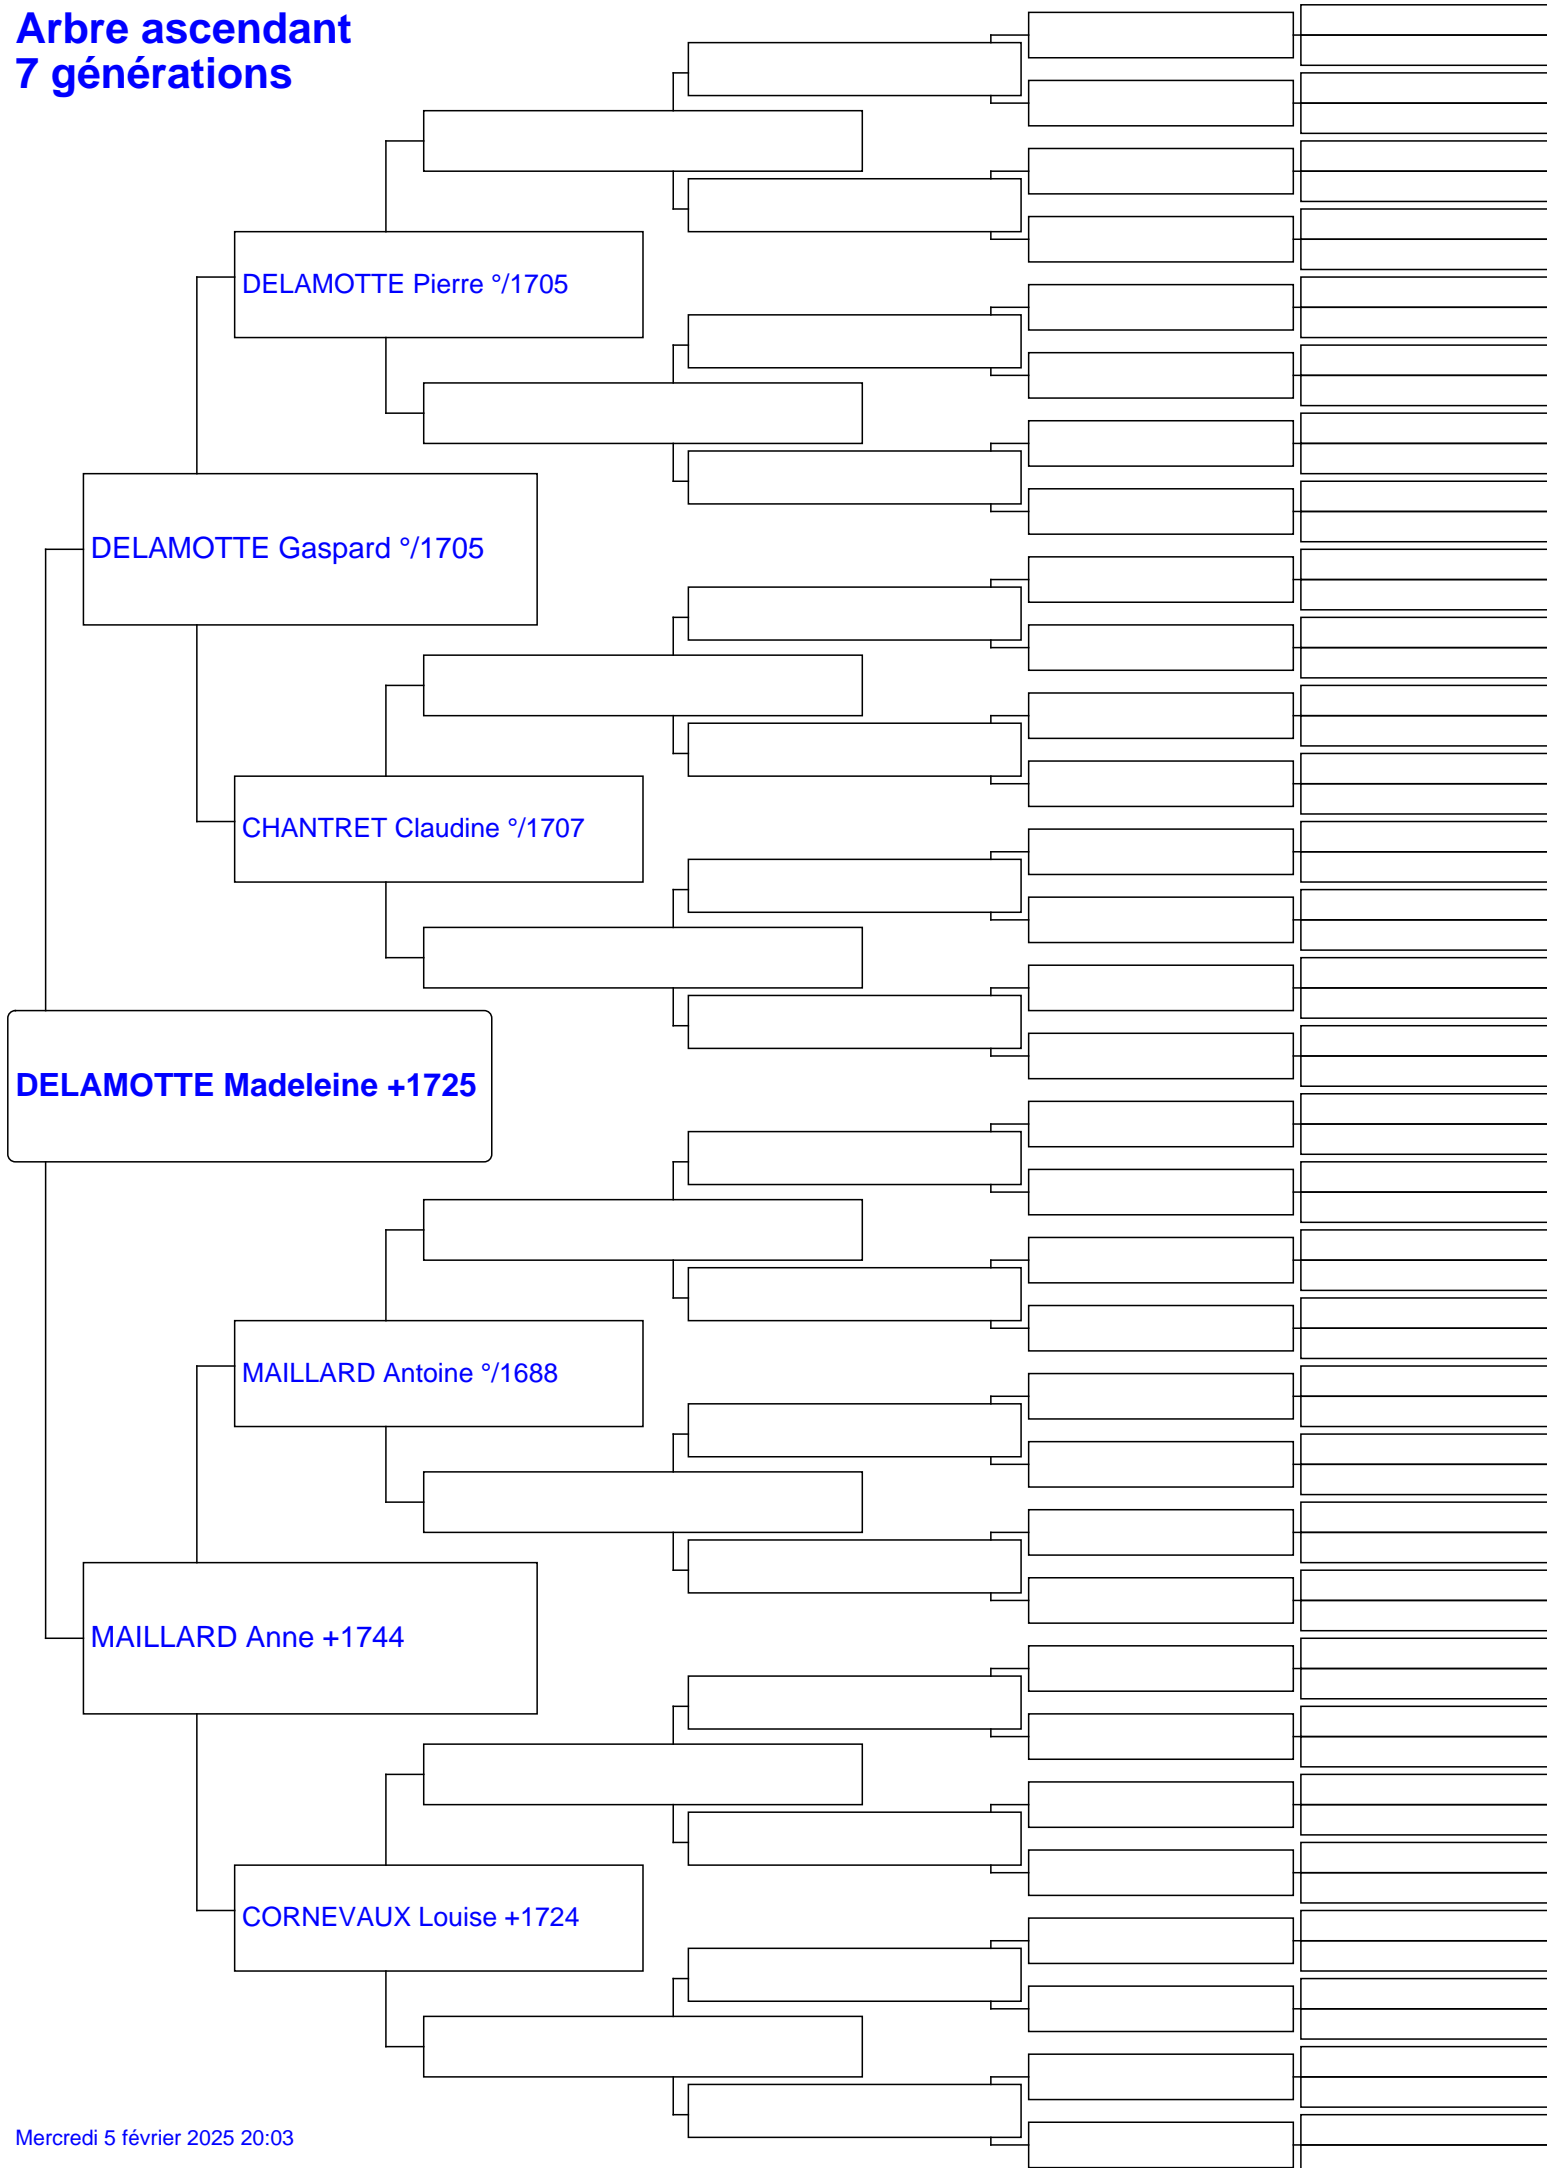 Arbre ascendant
7 générations
DELAMOTTE Pierre °/1705
DELAMOTTE Gaspard °/1705
CHANTRET Claudine °/1707
DELAMOTTE Madeleine +1725
MAILLARD Antoine °/1688
MAILLARD Anne +1744
CORNEVAUX Louise +1724
Mercredi 5 février 2025 20:03